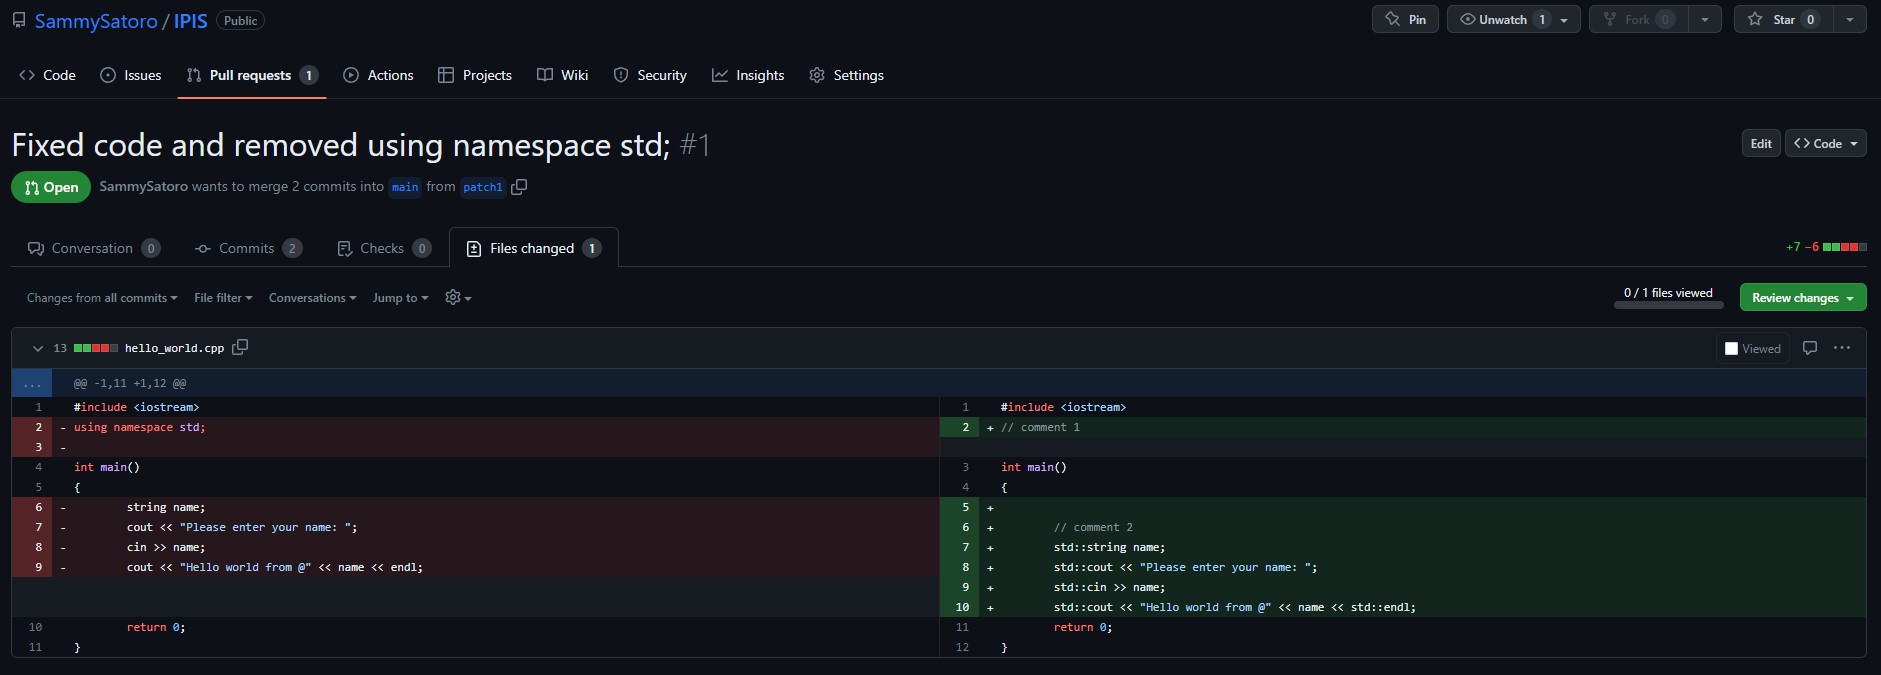 SammySatoro / IPIS Public
Pin Unwatch 1 Fork 0 Star 0
Code Issues Pull requests 1 Actions Projects Wiki Security Insights Settings
Fixed code and removed using namespace std; #1
Edit Code
Open SammySatoro wants to merge 2 commits into main from patch1
Conversation 0 Commits 2 Checks 0 Files changed 1 +7 −6
Changes from all commits File filter Conversations Jump to
0 / 1 files viewed Review changes
13 hello_world.cpp Viewed
... @@ -1,11 +1,12 @@
1 #include <iostream>
2 - using namespace std;
3 -
4 int main()
5 {
6 - string name;
7 - cout << "Please enter your name: ";
8 - cin >> name;
9 - cout << "Hello world from @" << name << endl;
10 return 0;
11 }
1 #include <iostream>
2 + // comment 1
3 int main()
4 {
5 +
6 + // comment 2
7 + std::string name;
8 + std::cout << "Please enter your name: ";
9 + std::cin >> name;
10 + std::cout << "Hello world from @" << name << std::endl;
11 return 0;
12 }